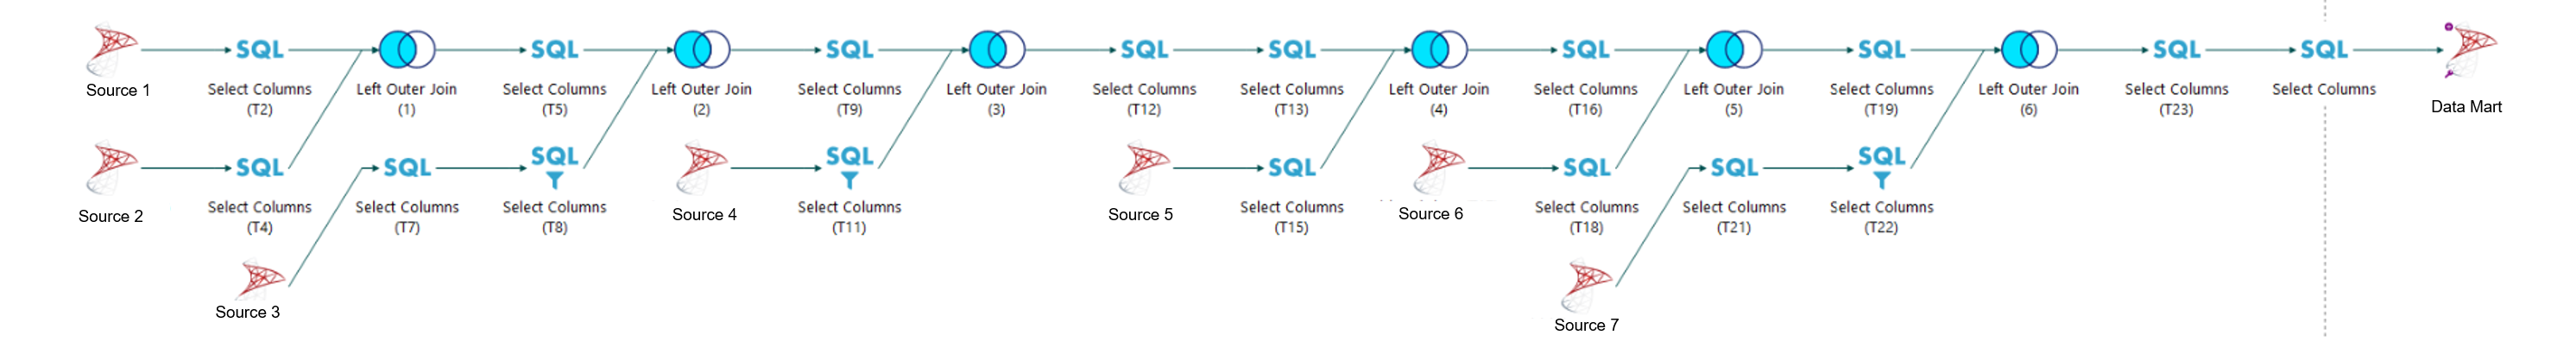 SQL SQL SQL SQL SQL SQL SQL SQL SQL
Source 1
Select Columns
(T2)
Left Outer Join
(1)
Select Columns
(T5)
Left Outer Join
(2)
Select Columns
(T9)
Left Outer Join
(3)
Select Columns
(T12)
Select Columns
(T13)
Left Outer Join
(4)
Select Columns
(T16)
Left Outer Join
(5)
Select Columns
(T19)
Left Outer Join
(6)
Select Columns
(T23)
Select Columns
Data Mart
SQL SQL SQL SQL SQL SQL SQL SQL
Source 2
Select Columns
(T4)
Select Columns
(T7)
Select Columns
(T8)
Source 4
Select Columns
(T11)
Source 5
Select Columns
(T15)
Source 6
Select Columns
(T18)
Select Columns
(T21)
Select Columns
(T22)
Source 3
Source 7